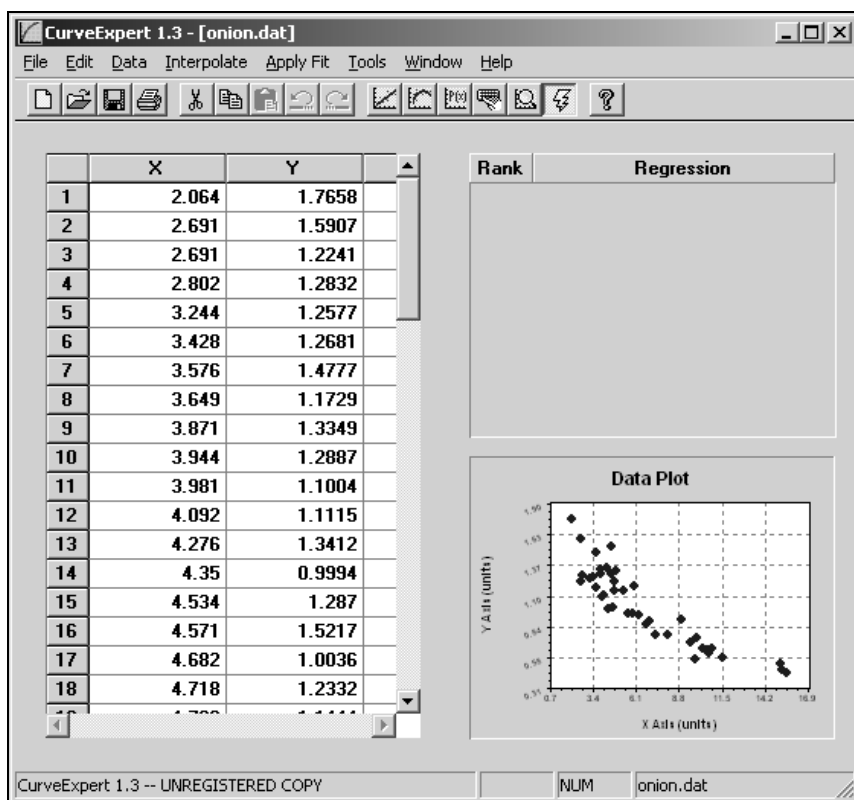 CurveExpert 1.3 - [onion.dat]
File Edit Data Interpolate Apply Fit Tools Window Help
X Y
1 2.064 1.7658
2 2.691 1.5907
3 2.691 1.2241
4 2.802 1.2832
5 3.244 1.2577
6 3.428 1.2681
7 3.576 1.4777
8 3.649 1.1729
9 3.871 1.3349
10 3.944 1.2887
11 3.981 1.1004
12 4.092 1.1115
13 4.276 1.3412
14 4.35 0.9994
15 4.534 1.287
16 4.571 1.5217
17 4.682 1.0036
18 4.718 1.2332
Rank Regression
Data Plot
Y Axis (units)
1.37
1.10
0.7 3.4 6.1 8.8 11.5 14.2 16.9
X Axis (units)
CurveExpert 1.3 -- UNREGISTERED COPY NUM onion.dat